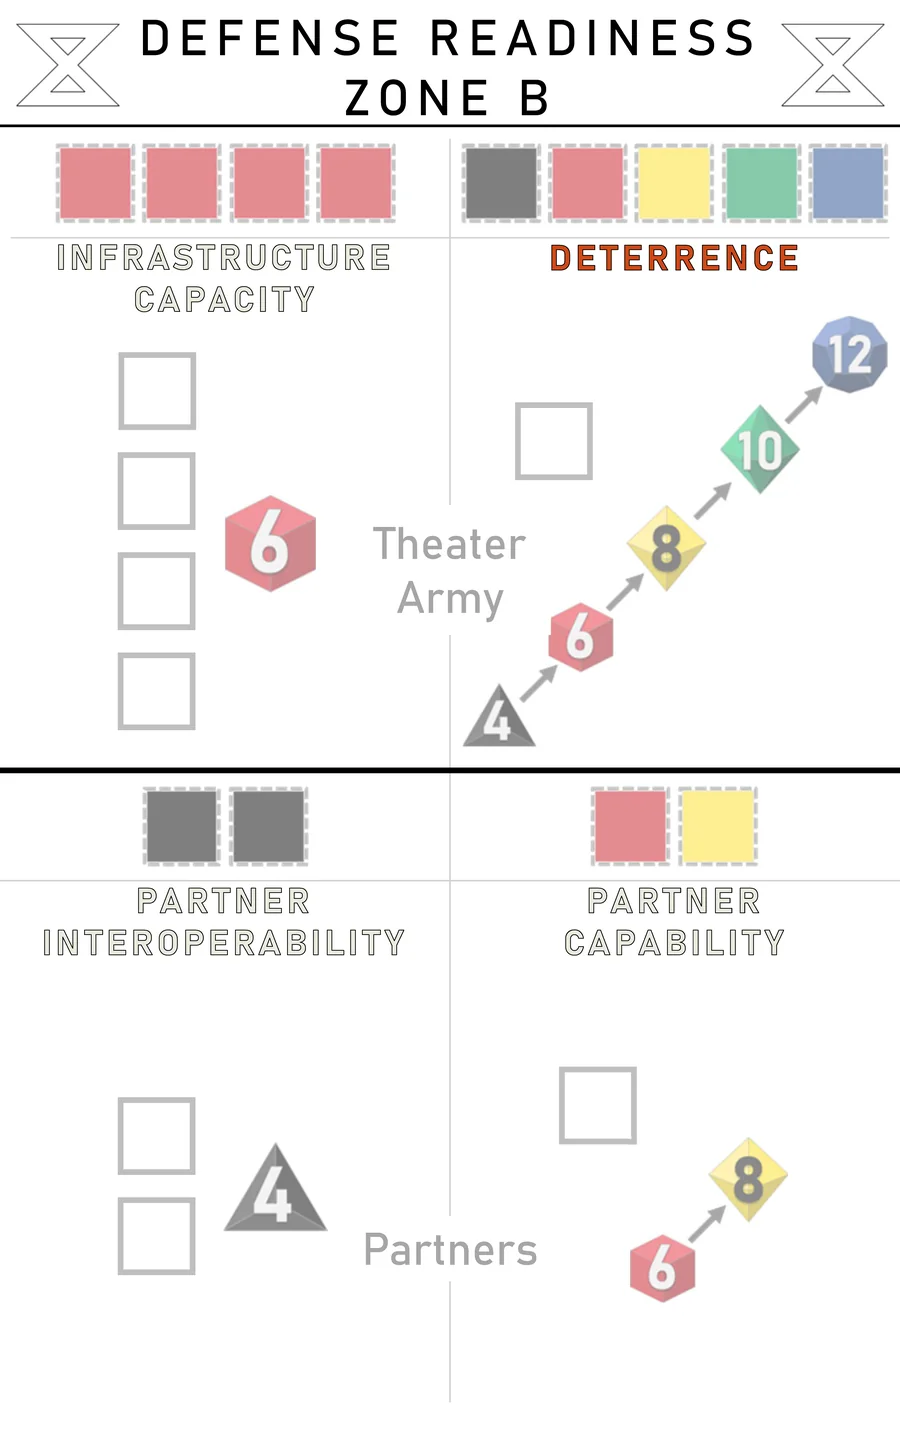 DEFENSE READINESS
ZONE B
INFRASTRUCTURE
CAPACITY
DETERRENCE
12
10
8
6
4
6
Theater
Army
PARTNER
INTEROPERABILITY
PARTNER
CAPABILITY
4
8
6
Partners